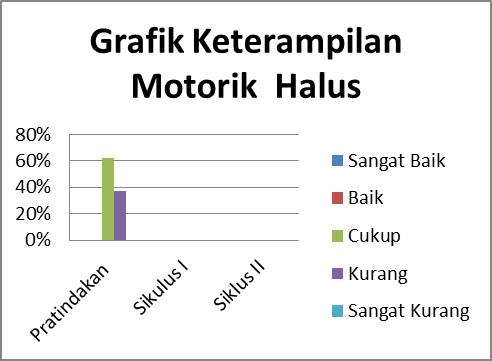 Grafik Keterampilan
Motorik Halus
80%
60%
40%
20%
0%
Pratindakan
Sikulus I
Siklus II
Sangat Baik
Baik
Cukup
Kurang
Sangat Kurang